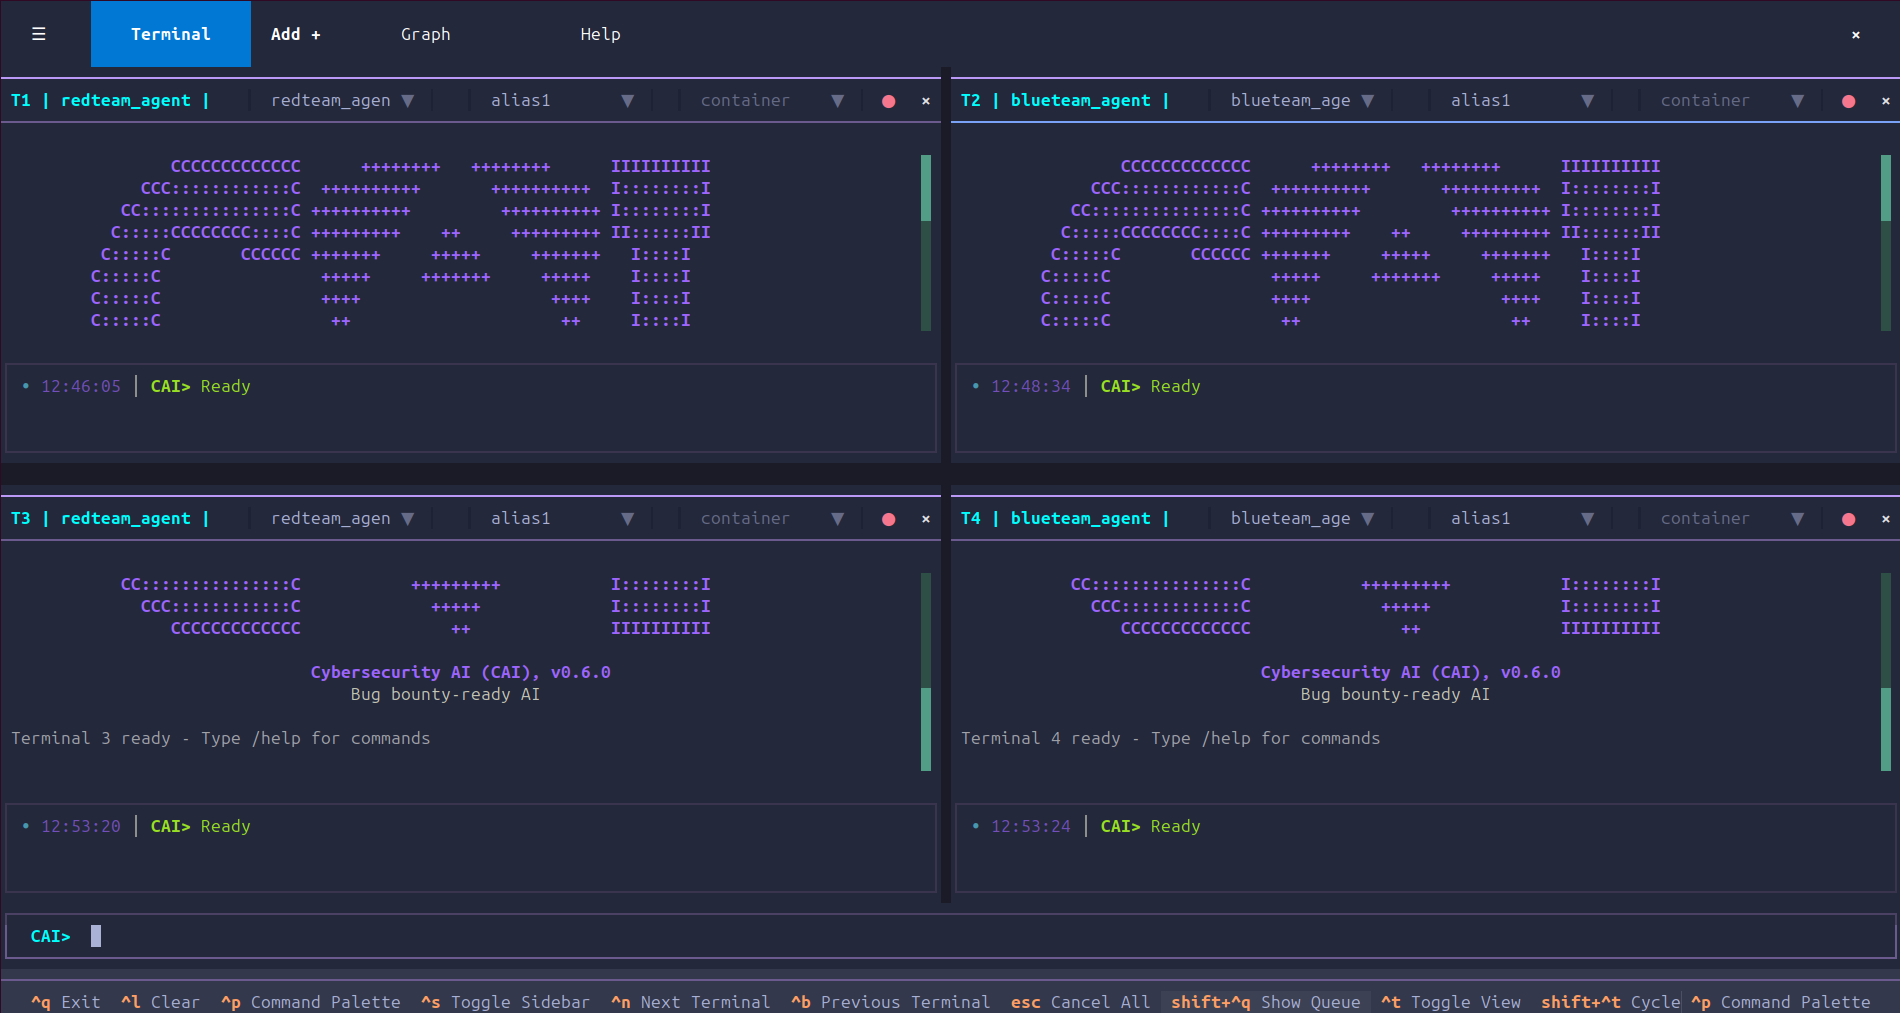 ☰ Terminal Add + Graph Help ×
T1 | redteam_agent | redteam_agen ▼ alias1 ▼ container ▼ ● ×
CCCCCCCCCCCCC ++++++++ ++++++++ IIIIIIIIII
CCC::::::::::::C ++++++++++ ++++++++++ I::::::::I
CC:::::::::::::::C ++++++++++ ++++++++++ I::::::::I
C:::::CCCCCCCC::::C +++++++++ ++ +++++++++ II::::::II
C:::::C CCCCCC +++++++ +++++ +++++++ I::::I
C:::::C +++++ +++++++ +++++ I::::I
C:::::C ++++ ++++ I::::I
C:::::C ++ ++ I::::I
• 12:46:05 │ CAI> Ready
T2 | blueteam_agent | blueteam_age ▼ alias1 ▼ container ▼ ● ×
CCCCCCCCCCCCC ++++++++ ++++++++ IIIIIIIIII
CCC::::::::::::C ++++++++++ ++++++++++ I::::::::I
CC:::::::::::::::C ++++++++++ ++++++++++ I::::::::I
C:::::CCCCCCCC::::C +++++++++ ++ +++++++++ II::::::II
C:::::C CCCCCC +++++++ +++++ +++++++ I::::I
C:::::C +++++ +++++++ +++++ I::::I
C:::::C ++++ ++++ I::::I
C:::::C ++ ++ I::::I
• 12:48:34 │ CAI> Ready
T3 | redteam_agent | redteam_agen ▼ alias1 ▼ container ▼ ● ×
CC:::::::::::::::C +++++++++ I::::::::I
CCC::::::::::::C +++++ I::::::::I
CCCCCCCCCCCCC ++ IIIIIIIIII
Cybersecurity AI (CAI), v0.6.0
Bug bounty-ready AI
Terminal 3 ready - Type /help for commands
• 12:53:20 │ CAI> Ready
T4 | blueteam_agent | blueteam_age ▼ alias1 ▼ container ▼ ● ×
CC:::::::::::::::C +++++++++ I::::::::I
CCC::::::::::::C +++++ I::::::::I
CCCCCCCCCCCCC ++ IIIIIIIIII
Cybersecurity AI (CAI), v0.6.0
Bug bounty-ready AI
Terminal 4 ready - Type /help for commands
• 12:53:24 │ CAI> Ready
CAI>
^q Exit ^l Clear ^p Command Palette ^s Toggle Sidebar ^n Next Terminal ^b Previous Terminal esc Cancel All shift+^q Show Queue ^t Toggle View shift+^t Cycle ^p Command Palette